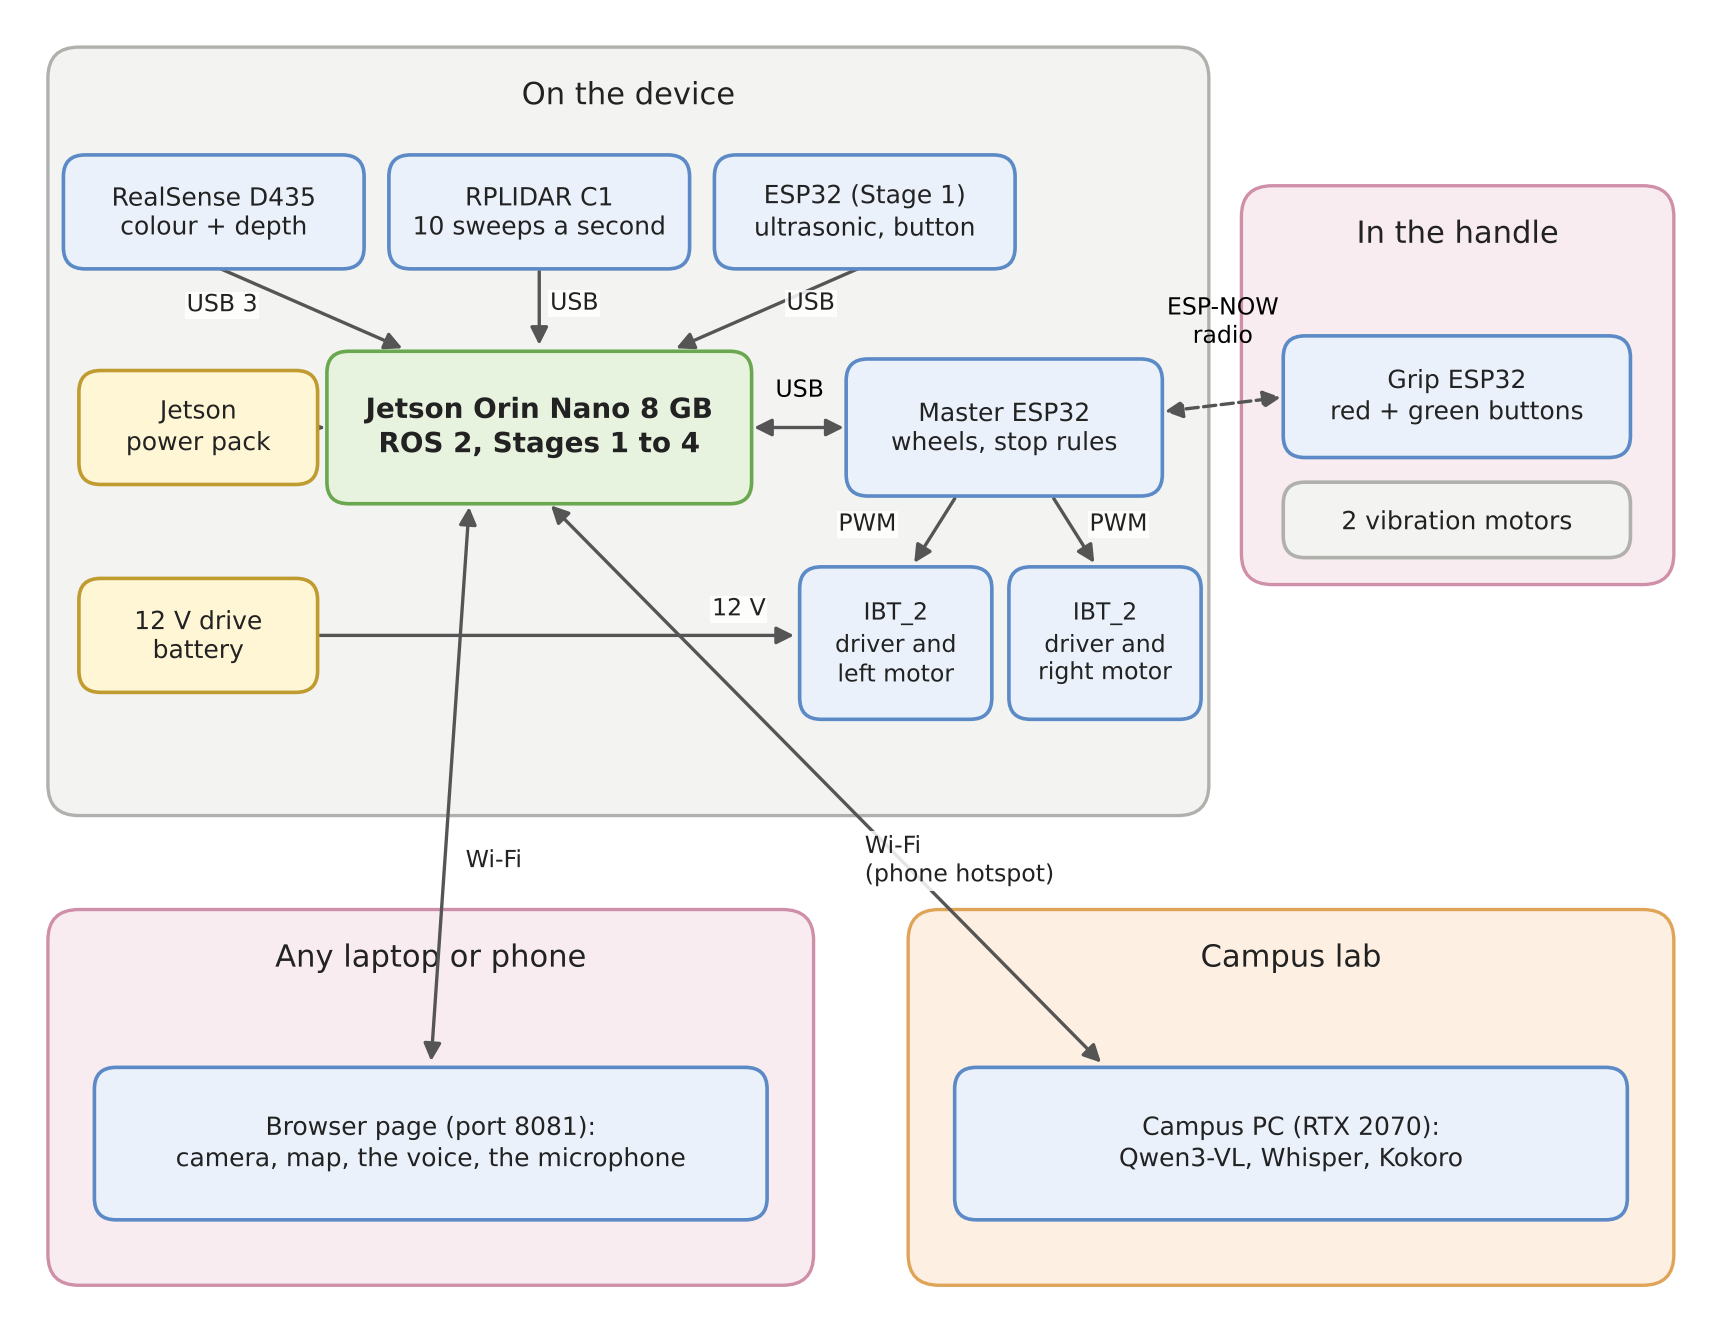 On the device
RealSense D435
colour + depth
RPLIDAR C1
10 sweeps a second
ESP32 (Stage 1)
ultrasonic, button
In the handle
USB 3
USB
USB
ESP-NOW
radio
Jetson
power pack
Jetson Orin Nano 8 GB
ROS 2, Stages 1 to 4
USB
Master ESP32
wheels, stop rules
Grip ESP32
red + green buttons
2 vibration motors
PWM
PWM
12 V drive
battery
12 V
IBT_2
driver and
left motor
IBT_2
driver and
right motor
Wi-Fi
Wi-Fi
(phone hotspot)
Any laptop or phone
Browser page (port 8081):
camera, map, the voice, the microphone
Campus lab
Campus PC (RTX 2070):
Qwen3-VL, Whisper, Kokoro